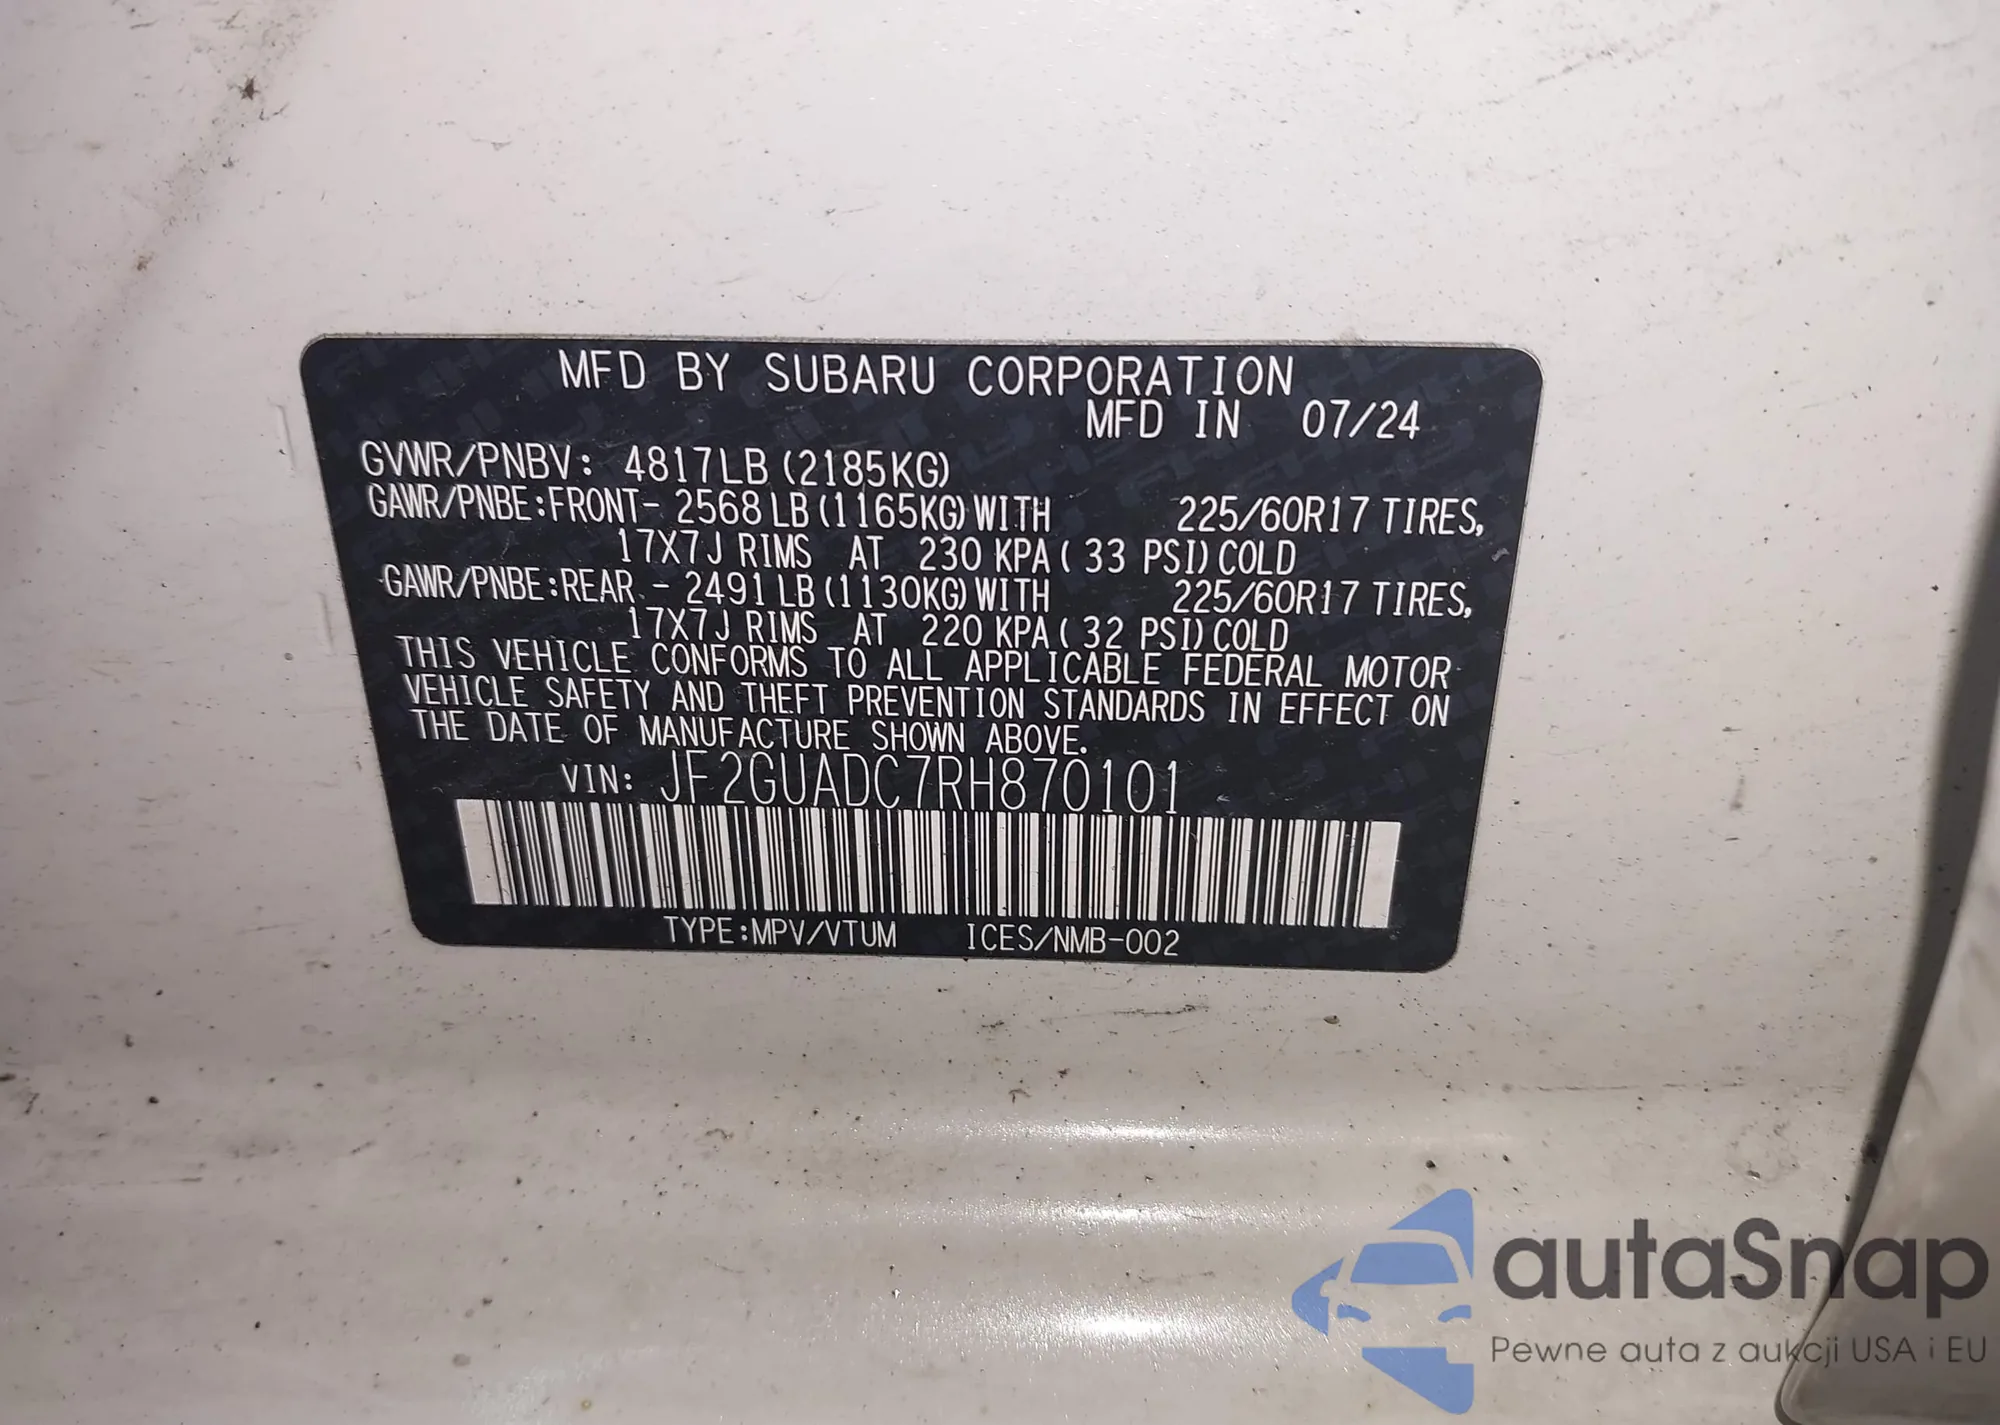 MFD BY SUBARU CORPORATION
MFD IN 07/24
GVWR/PNBV: 4817LB (2185KG)
GAWR/PNBE:FRONT- 2568 LB (1165KG) WITH 225/60R17 TIRES,
17X7J RIMS AT 230 KPA ( 33 PSI) COLD
GAWR/PNBE:REAR - 2491 LB (1130KG) WITH 225/60R17 TIRES,
17X7J RIMS AT 220 KPA ( 32 PSI) COLD
THIS VEHICLE CONFORMS TO ALL APPLICABLE FEDERAL MOTOR
VEHICLE SAFETY AND THEFT PREVENTION STANDARDS IN EFFECT ON
THE DATE OF MANUFACTURE SHOWN ABOVE.
VIN: JF2GUADC7RH870101
TYPE:MPV/VTUM ICES/NMB-002
autaSnap
Pewne auta z aukcji USA i EU